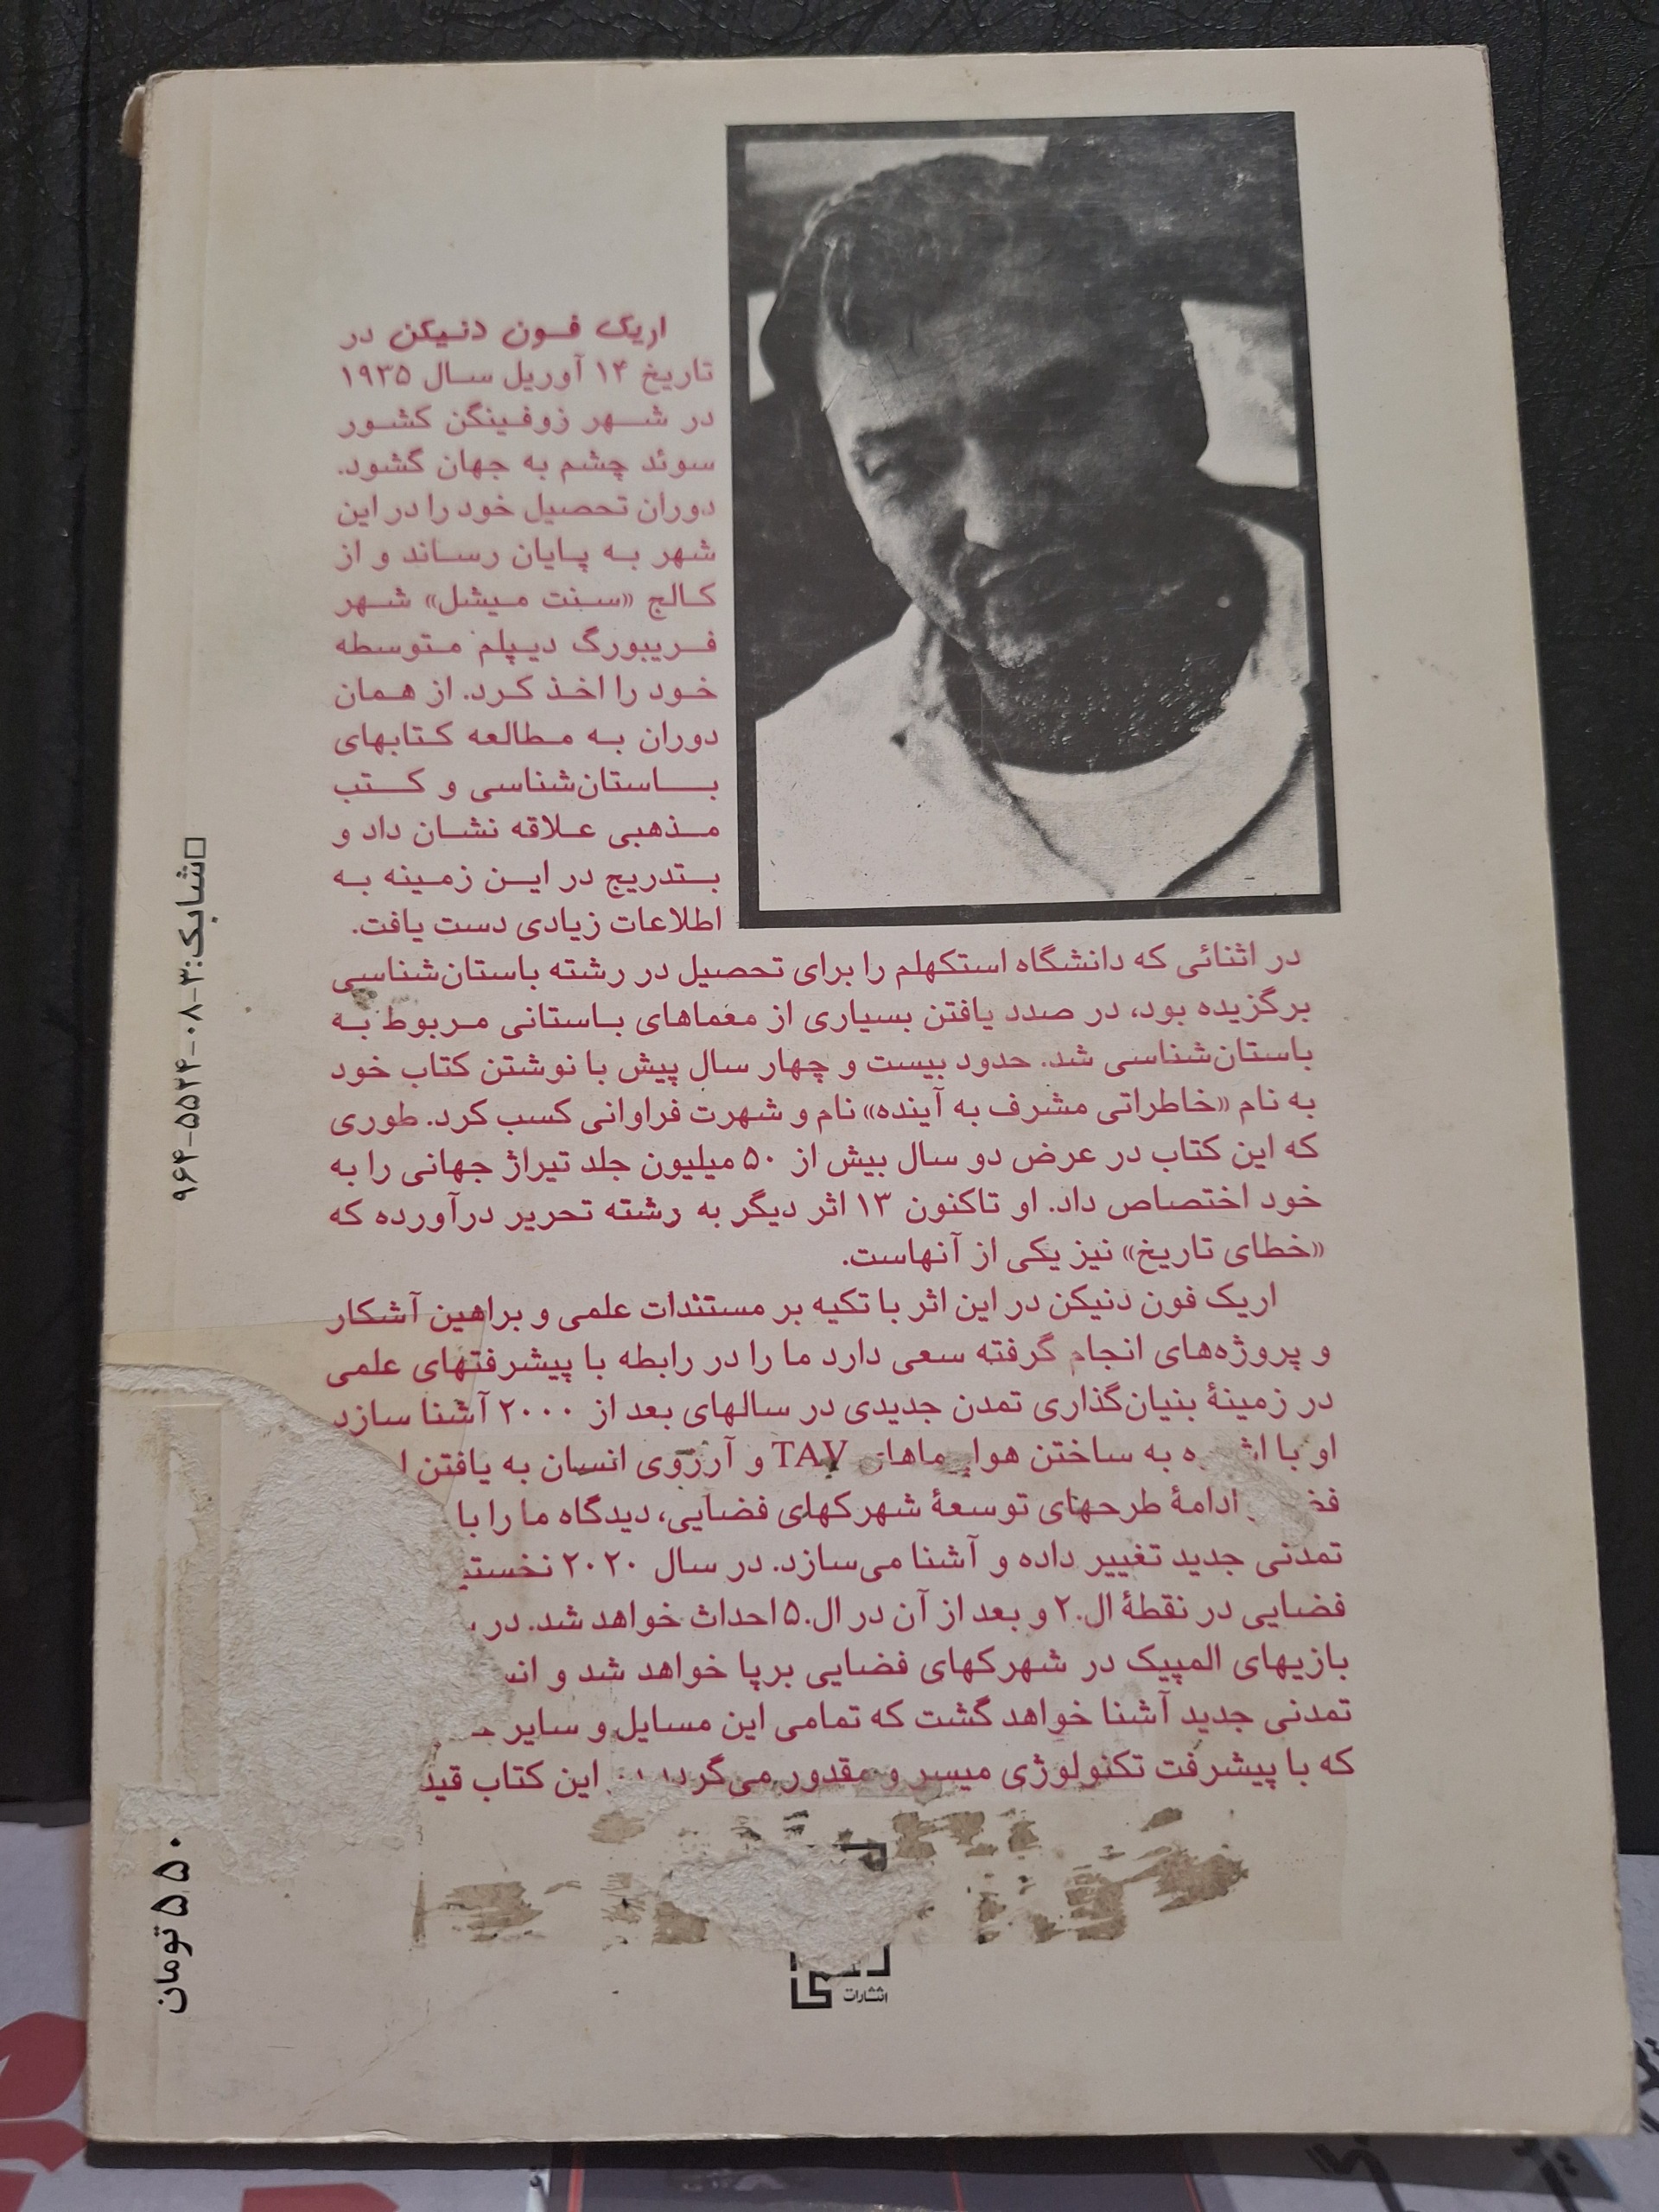 اریک فون دنیکن در
تاریخ ۱۴ آوریل سال ۱۹۳۵
در شهر زوفینگن کشور
سوئد چشم به جهان گشود.
دوران تحصیل خود را در این
شهر به پایان رساند و از
کالج «سنت میشل» شهر
فریبورگ دیپلم متوسطه
خود را اخذ کرد. از همان
دوران به مطالعه کتابهای
باستان‌شناسی و کتب
مذهبی علاقه نشان داد و
بتدریج در این زمینه به
اطلاعات زیادی دست یافت.
در اثنائی که دانشگاه استکهلم را برای تحصیل در رشته باستان‌شناسی
برگزیده بود، در صدد یافتن بسیاری از معماهای باستانی مربوط به
باستان‌شناسی شد. حدود بیست و چهار سال پیش با نوشتن کتاب خود
به نام «خاطراتی مشرف به آینده» نام و شهرت فراوانی کسب کرد. طوری
که این کتاب در عرض دو سال بیش از ۵۰ میلیون جلد تیراژ جهانی را به
خود اختصاص داد. او تاکنون ۱۳ اثر دیگر به رشته تحریر درآورده که
«خطای تاریخ» نیز یکی از آنهاست.
اریک فون دنیکن در این اثر با تکیه بر مستندات علمی و براهین آشکار
و پروژه‌های انجام گرفته سعی دارد ما را در رابطه با پیشرفتهای علمی
در زمینهٔ بنیان‌گذاری تمدن جدیدی در سالهای بعد از ۲۰۰۰ آشنا سازد
او با به ساختن TAV و آرزوی انسان به یافتن
ادامهٔ طرحهای توسعهٔ شهرکهای فضایی، دیدگاه ما را با
تمدنی جدید تغییر داده و آشنا می‌سازد. در سال ۲۰۲۰
فضایی در نقطهٔ ال.۲ و بعد از آن در ال.۵ احداث خواهد شد. در
بازیهای المپیک در شهرکهای فضایی برپا خواهد شد و
تمدنی جدید آشنا خواهد گشت که تمامی این مسایل و سایر
که با پیشرفت تکنولوژی میسر و مقدور این کتاب
انتشارات
شابک: ۳-۰۸-۵۵۲۴-۹۶۴
۵۵۰ تومان